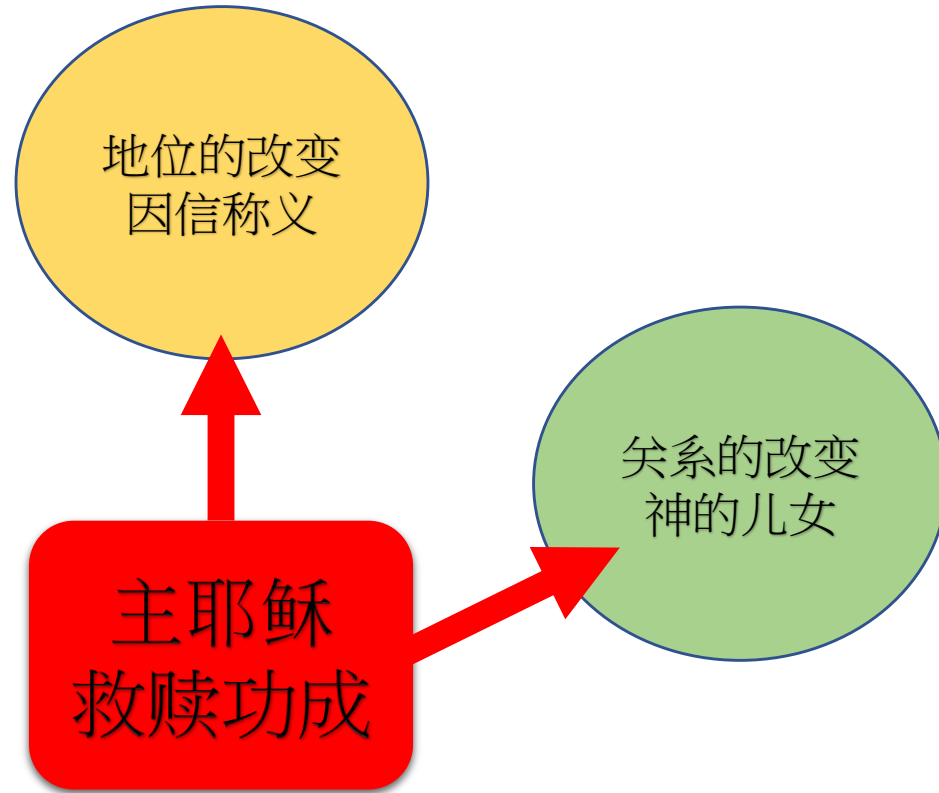 地位的改变
因信称义
关系的改变
神的儿女
主耶稣
救赎功成